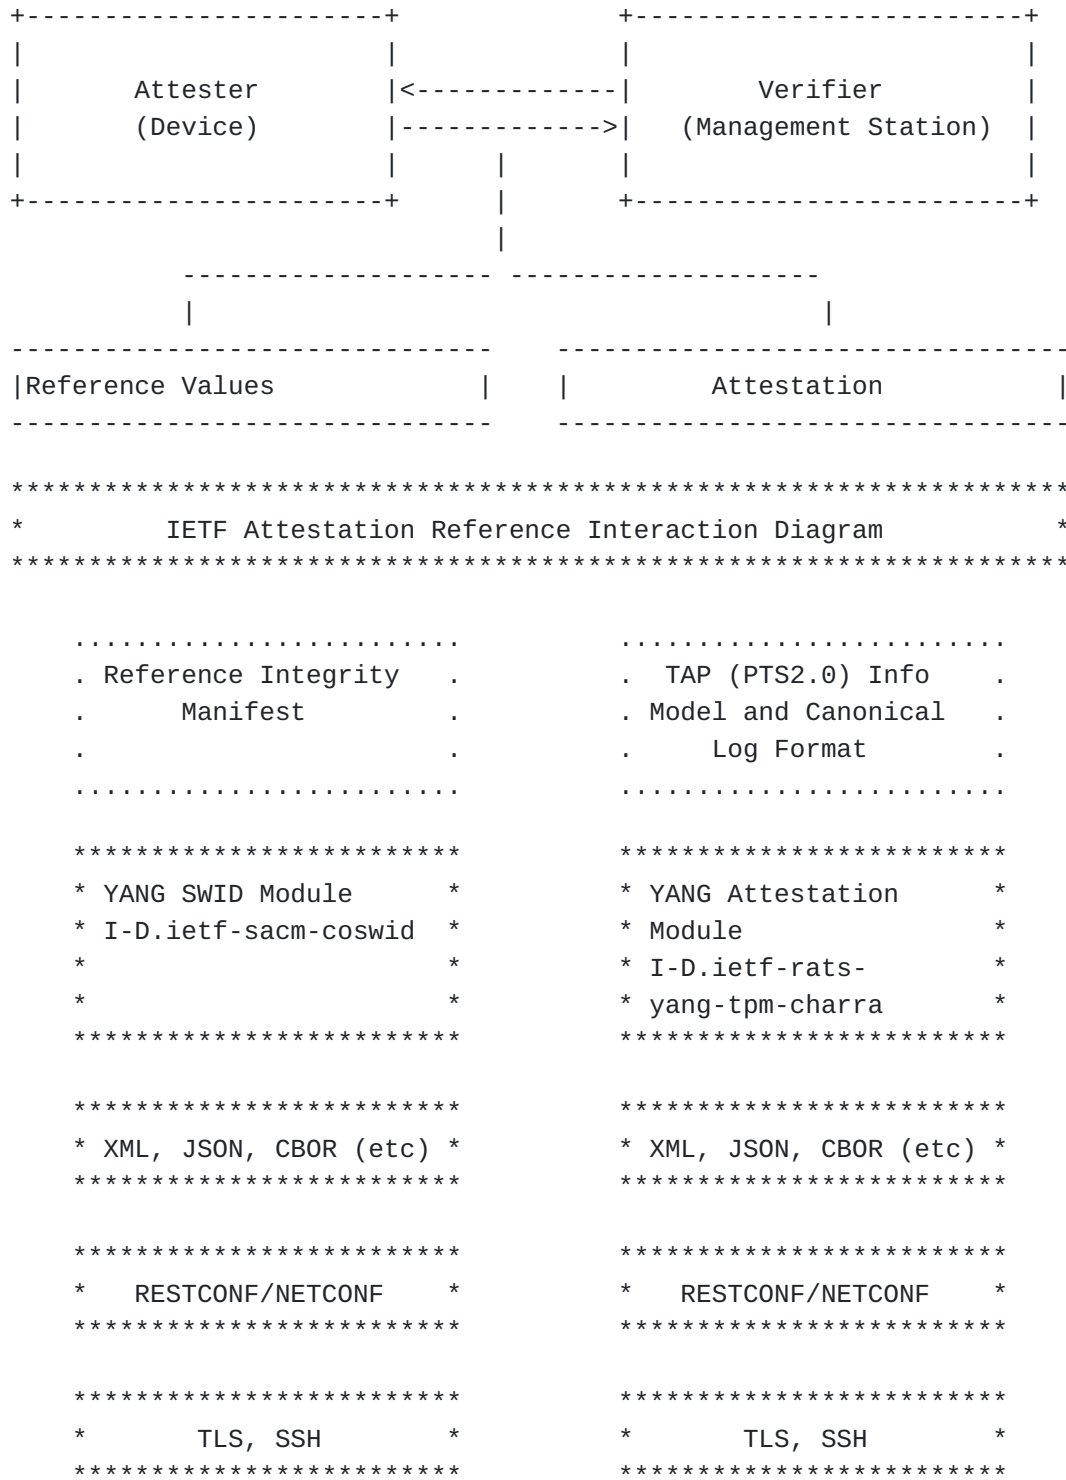 Attester
Verifier
(Device)
(Management Station)
Reference Values
Attestation
IETF Attestation Reference Interaction Diagram
Reference Integrity
Manifest
TAP (PTS2.0) Info
Model and Canonical
Log Format
YANG SWID Module
I-D.ietf-sacm-coswid
YANG Attestation
Module
I-D.ietf-rats-
yang-tpm-charra
XML, JSON, CBOR (etc)
XML, JSON, CBOR (etc)
RESTCONF/NETCONF
RESTCONF/NETCONF
TLS, SSH
TLS, SSH